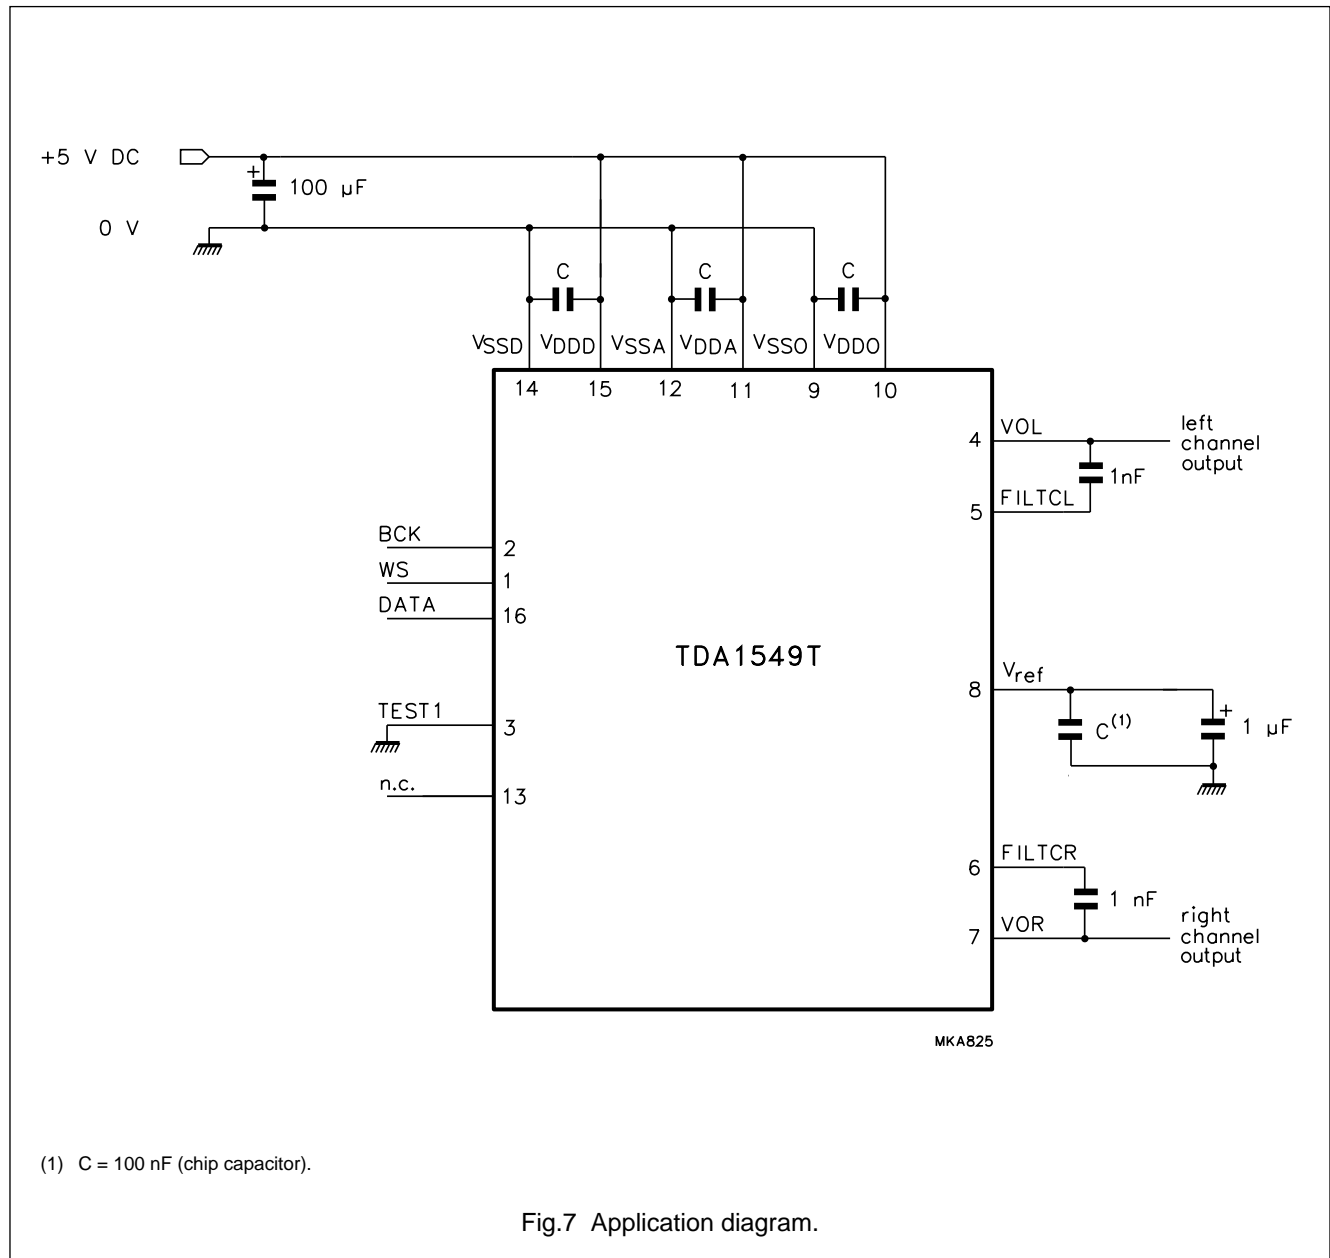 +5 V DC
+
100 µF
0 V
C
C
C
VSSD
VDDD
VSSA
VDDA
VSSO
VDDO
14
15
12
11
9
10
4
VOL
left
channel
output
1nF
5
FILTCL
BCK
2
WS
1
DATA
16
TDA1549T
8
Vref
C(1)
+
1 µF
TEST1
3
n.c.
13
6
FILTCR
1 nF
7
VOR
right
channel
output
MKA825
(1) C = 100 nF (chip capacitor).
Fig.7 Application diagram.